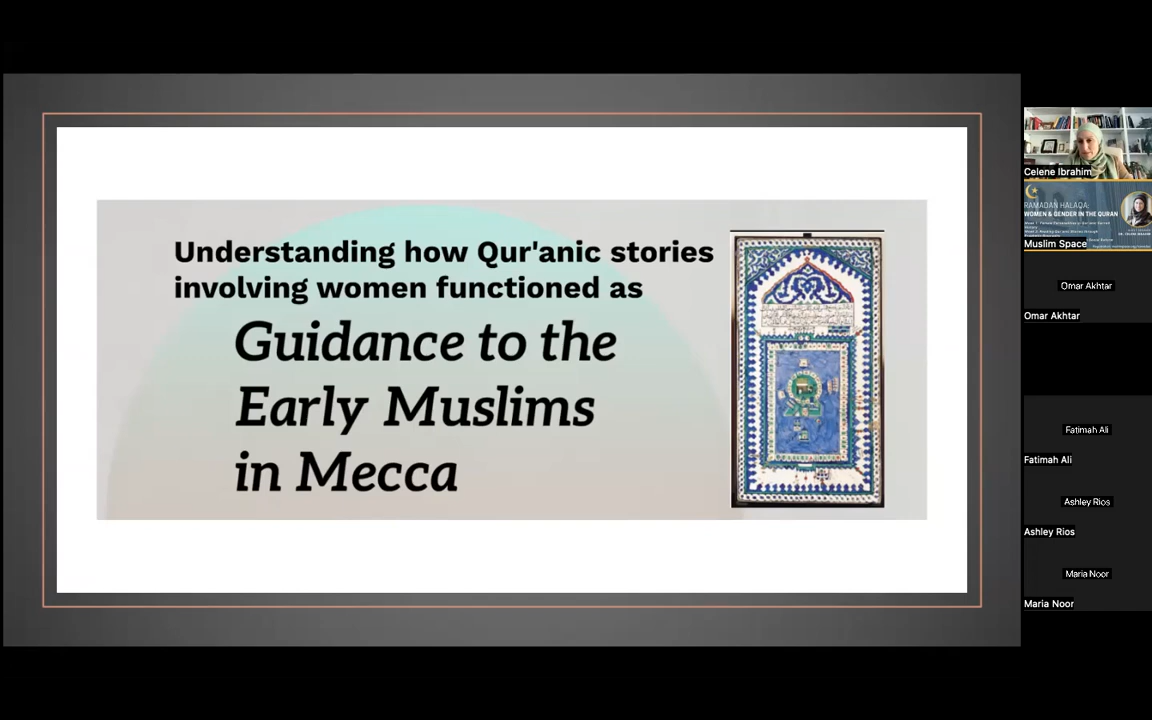 Understanding how Qur'anic stories
involving women functioned as
Guidance to the
Early Muslims
in Mecca
Celene Ibrahim
RAMADAN HALAQA:
WOMEN & GENDER IN THE QURAN
Muslim Space
Omar Akhtar
Omar Akhtar
Fatimah Ali
Fatimah Ali
Ashley Rios
Ashley Rios
Maria Noor
Maria Noor